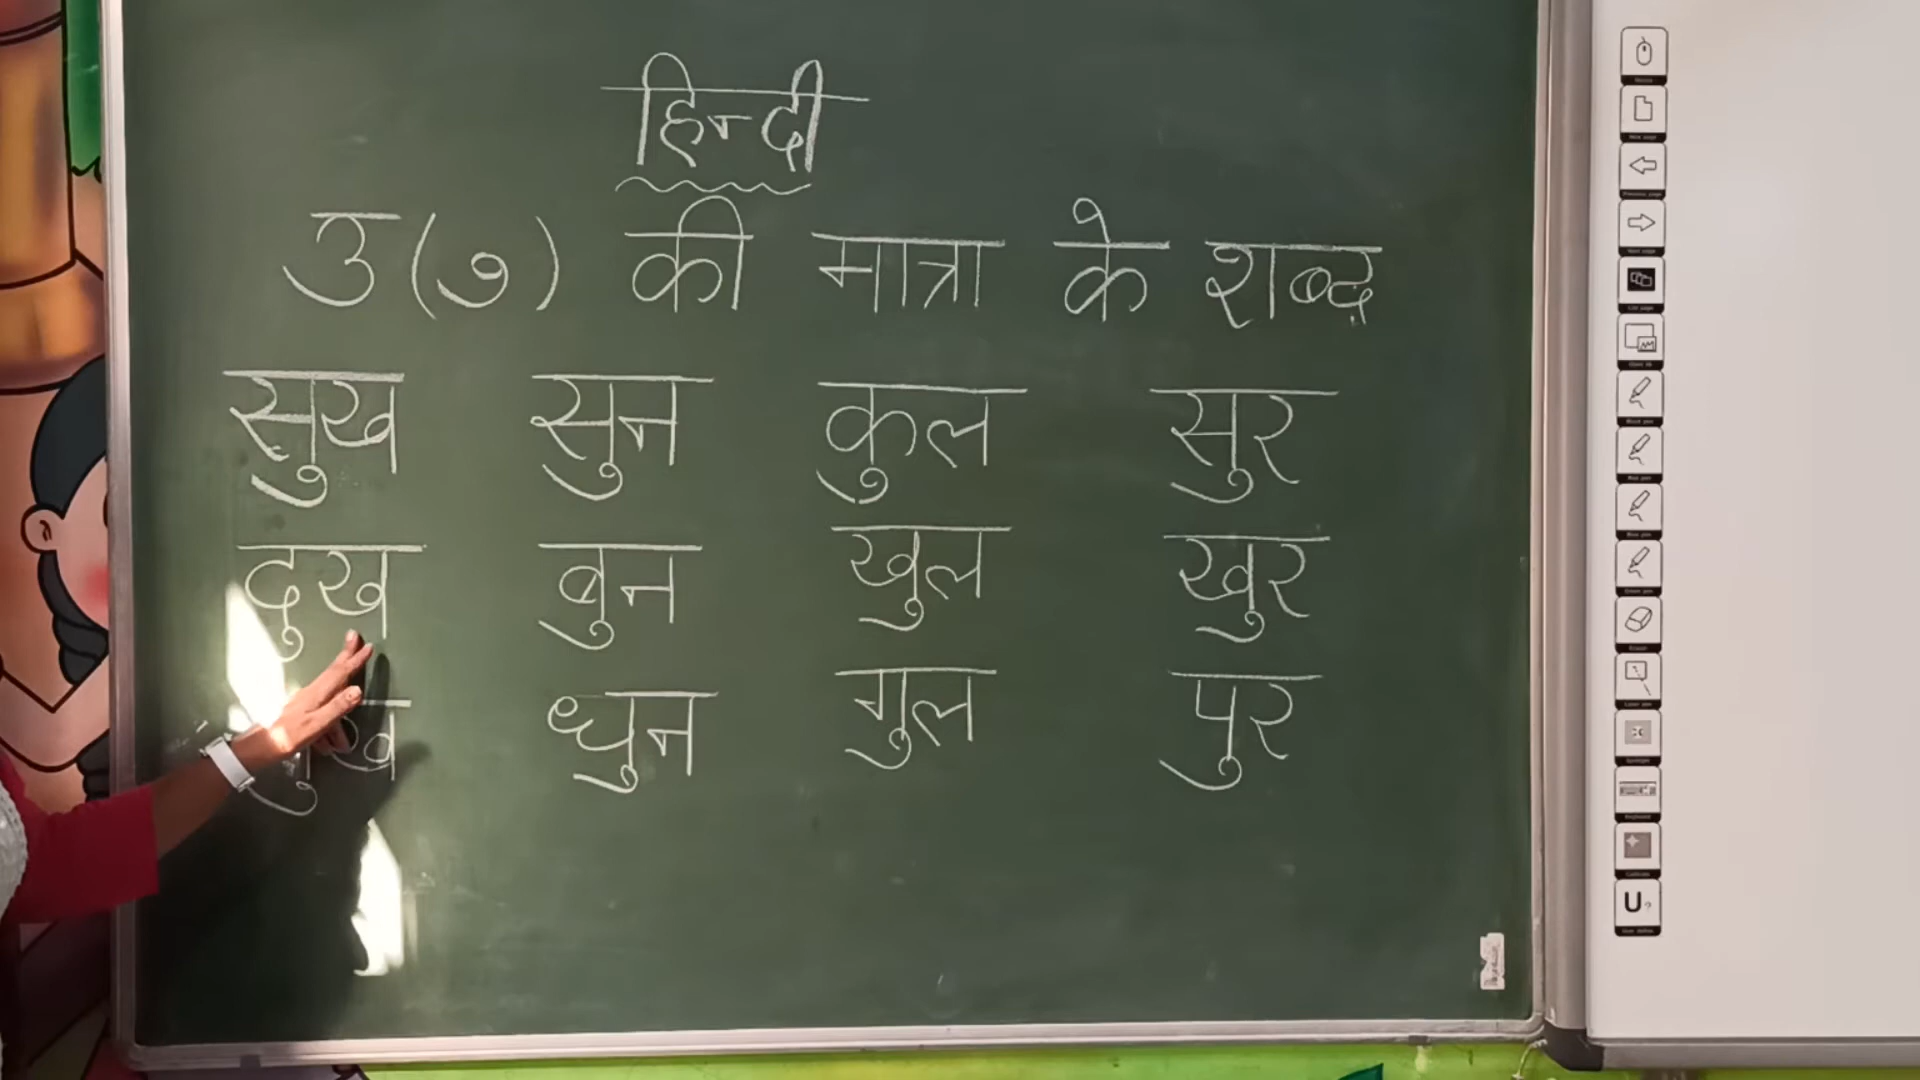 हिन्दी
उ ( ु ) की मात्रा के शब्द
सुख सुन कुल सुर
दुख बुन खुल खुर
धुन गुल पुर